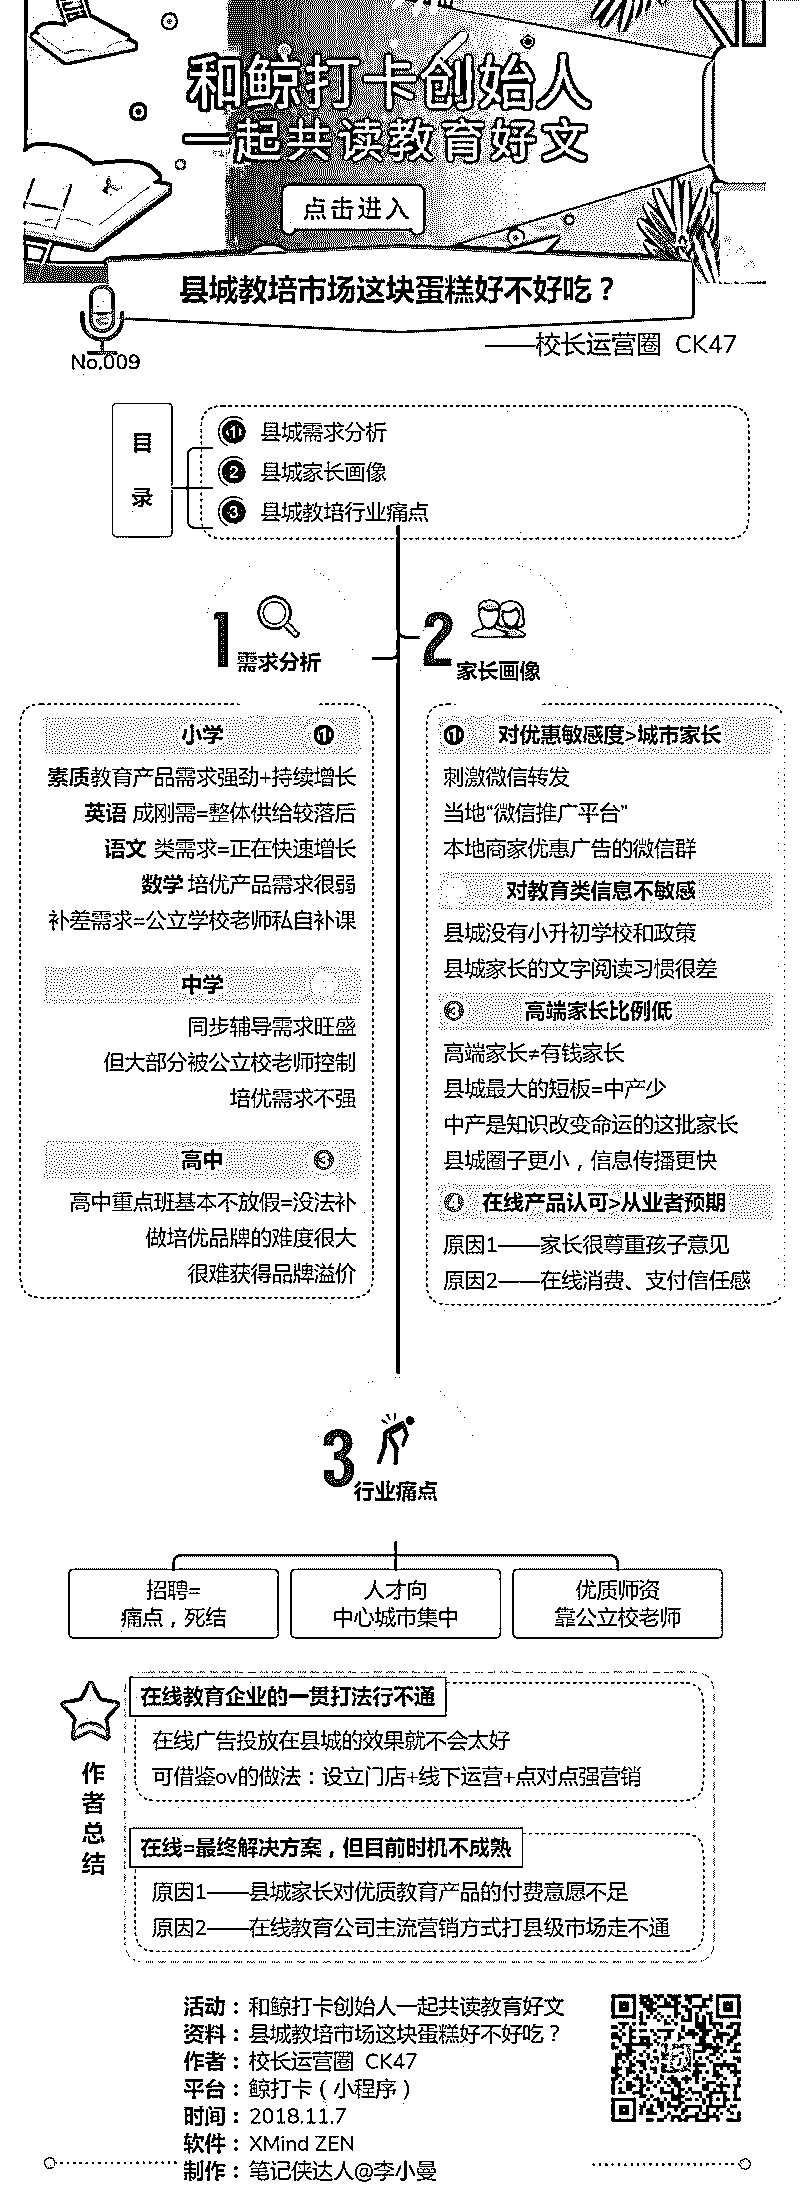 和鲸打卡创始人
一起共读教育好文
点击进入
县城教培市场这块蛋糕好不好吃？
No.009
——校长运营圈 CK47
目录
1 县城需求分析
2 县城家长画像
3 县城教培行业痛点
1 需求分析
小学 1
素质教育产品需求强劲+持续增长
英语 成刚需=整体供给较落后
语文 类需求=正在快速增长
数学 培优产品需求很弱
补差需求=公立学校老师私自补课
中学
同步辅导需求旺盛
但大部分被公立校老师控制
培优需求不强
高中 3
高中重点班基本不放假=没法补
做培优品牌的难度很大
很难获得品牌溢价
2 家长画像
1 对优惠敏感度>城市家长
刺激微信转发
当地“微信推广平台”
本地商家优惠广告的微信群
对教育类信息不敏感
县城没有小升初学校和政策
县城家长的文字阅读习惯很差
3 高端家长比例低
高端家长≠有钱家长
县城最大的短板=中产少
中产是知识改变命运的这批家长
县城圈子更小，信息传播更快
4 在线产品认可>从业者预期
原因1——家长很尊重孩子意见
原因2——在线消费、支付信任感
3 行业痛点
招聘=
痛点，死结
人才向
中心城市集中
优质师资
靠公立校老师
作者总结
在线教育企业的一贯打法行不通
在线广告投放在县城的效果就不会太好
可借鉴ov的做法：设立门店+线下运营+点对点强营销
在线=最终解决方案，但目前时机不成熟
原因1——县城家长对优质教育产品的付费意愿不足
原因2——在线教育公司主流营销方式打县级市场走不通
活动：和鲸打卡创始人一起共读教育好文
资料：县城教培市场这块蛋糕好不好吃？
作者：校长运营圈 CK47
平台：鲸打卡（小程序）
时间：2018.11.7
软件：XMind ZEN
制作：笔记侠达人@李小曼